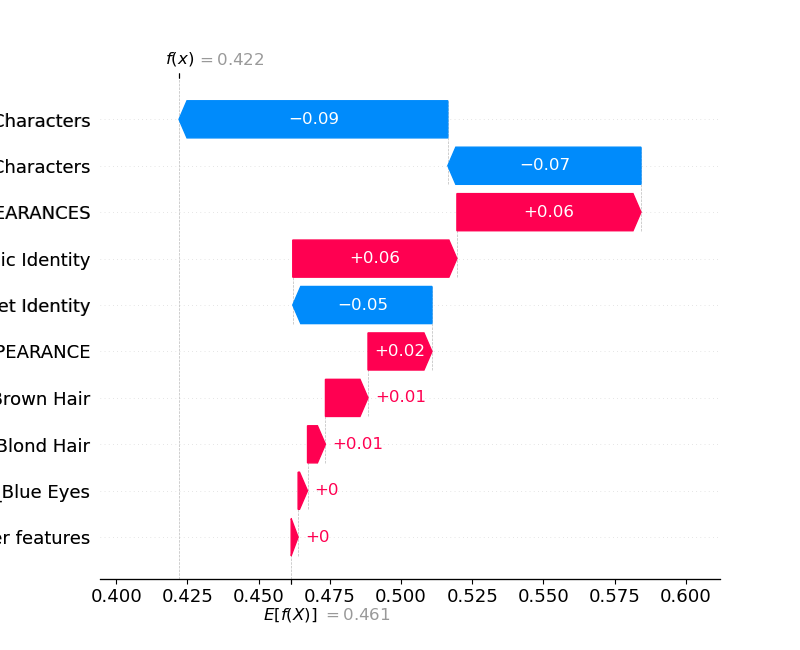 f(x) = 0.422
Characters −0.09
Characters −0.07
EARANCES +0.06
ic Identity +0.06
et Identity −0.05
PEARANCE +0.02
Brown Hair +0.01
Blond Hair +0.01
_Blue Eyes +0
er features +0
0.400 0.425 0.450 0.475 0.500 0.525 0.550 0.575 0.600
E[f(X)] = 0.461